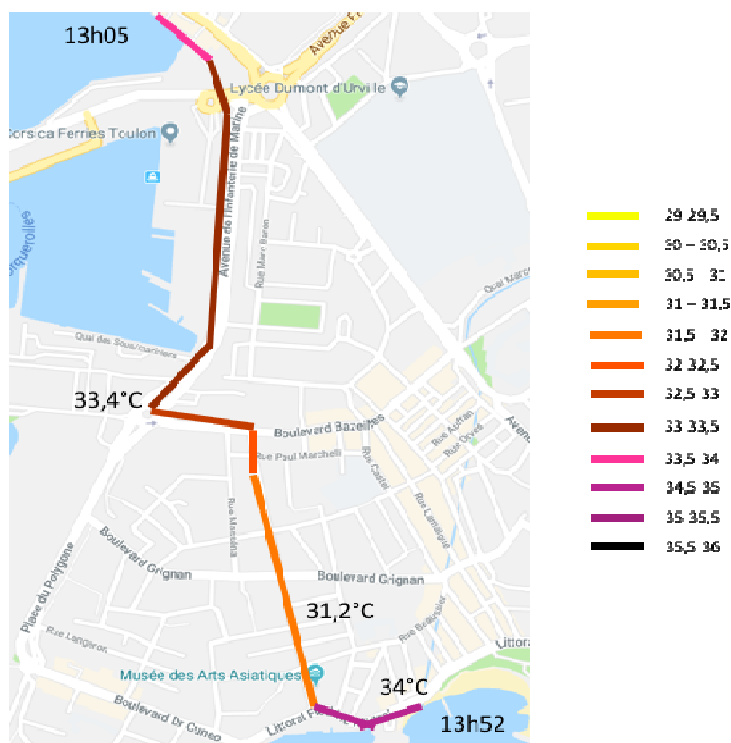 13h05
Avenue
Lycée Dumont d'Urville
Corsica Ferries Toulon
Avenue de l'Infanterie de Marine
Rue Marc Baron
Quai des Sous-mariniers
33,4°C
Boulevard Bazeilles
Rue Paul Marchelli
Rue Castel
Rue Lamalgue
Place du Polygone
Boulevard Grignan
Boulevard Grignan
31,2°C
Musée des Arts Asiatiques
34°C
Littoral
Boulevard Dr Cuneo
13h52
29 29,5
30 – 30,5
30,5 31
31 – 31,5
31,5 32
32 32,5
32,5 33
33 33,5
33,5 34
34,5 35
35 35,5
35,5 36